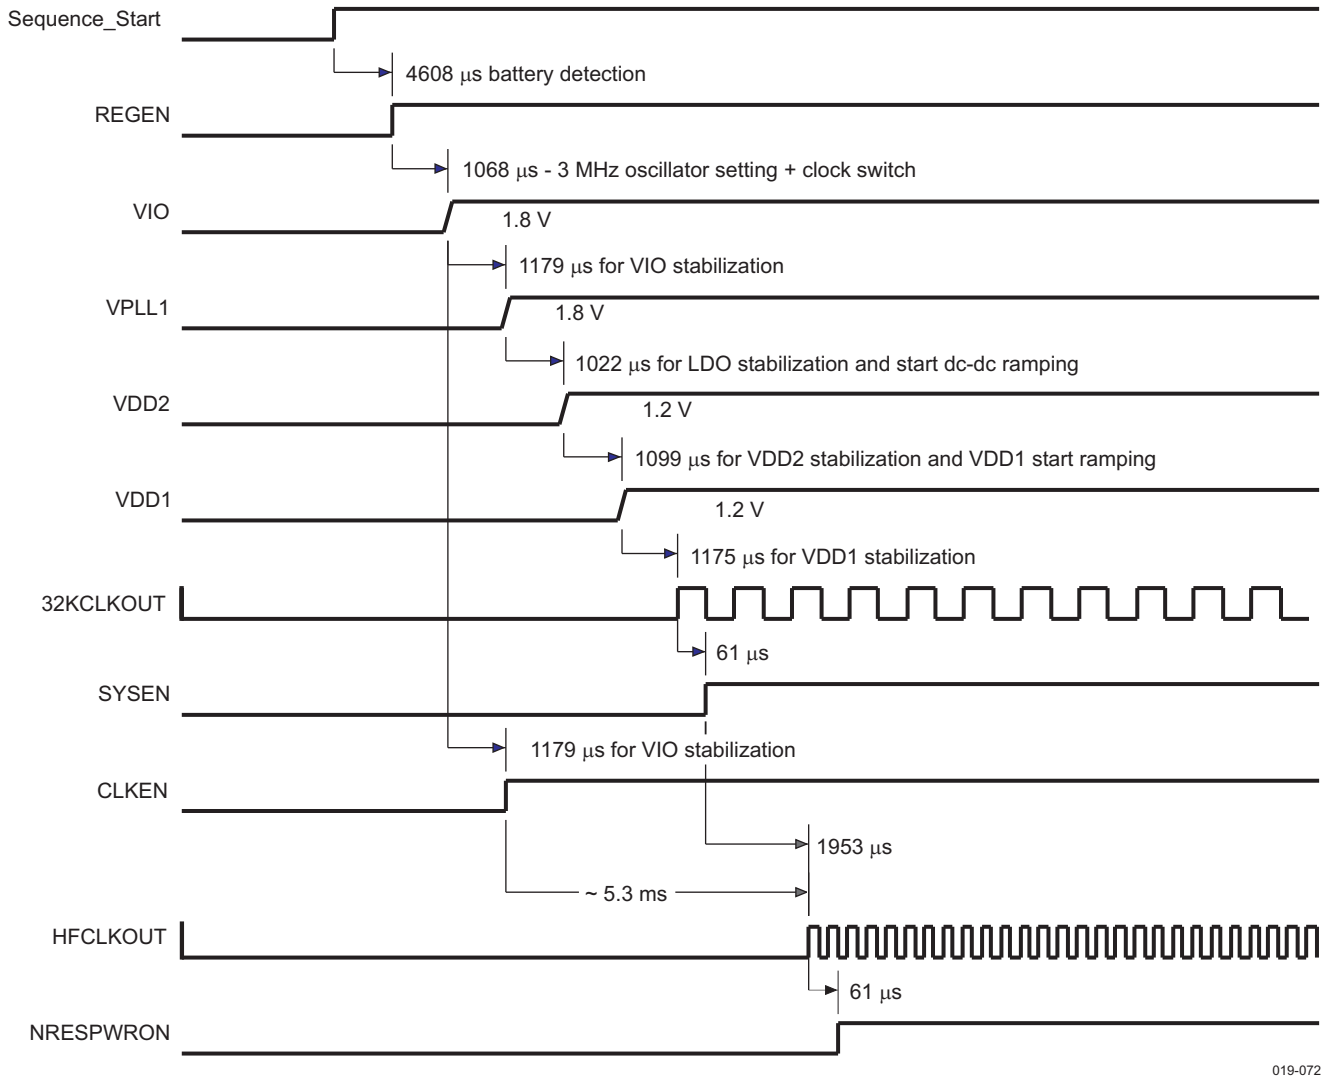 Sequence_Start
4608 μs battery detection
REGEN
1068 μs - 3 MHz oscillator setting + clock switch
VIO
1.8 V
1179 μs for VIO stabilization
VPLL1
1.8 V
1022 μs for LDO stabilization and start dc-dc ramping
VDD2
1.2 V
1099 μs for VDD2 stabilization and VDD1 start ramping
VDD1
1.2 V
1175 μs for VDD1 stabilization
32KCLKOUT
61 μs
SYSEN
1179 μs for VIO stabilization
CLKEN
1953 μs
~ 5.3 ms
HFCLKOUT
61 μs
NRESPWRON
019-072